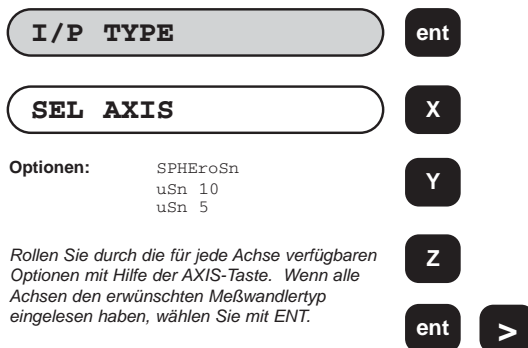 I/P TYPE
ent
SEL AXIS
X
Optionen: SPHEroSn
uSn 10
uSn 5
Y
Rollen Sie durch die für jede Achse verfügbaren
Optionen mit Hilfe der AXIS-Taste. Wenn alle
Achsen den erwünschten Meßwandlertyp
eingelesen haben, wählen Sie mit ENT.
Z
ent >